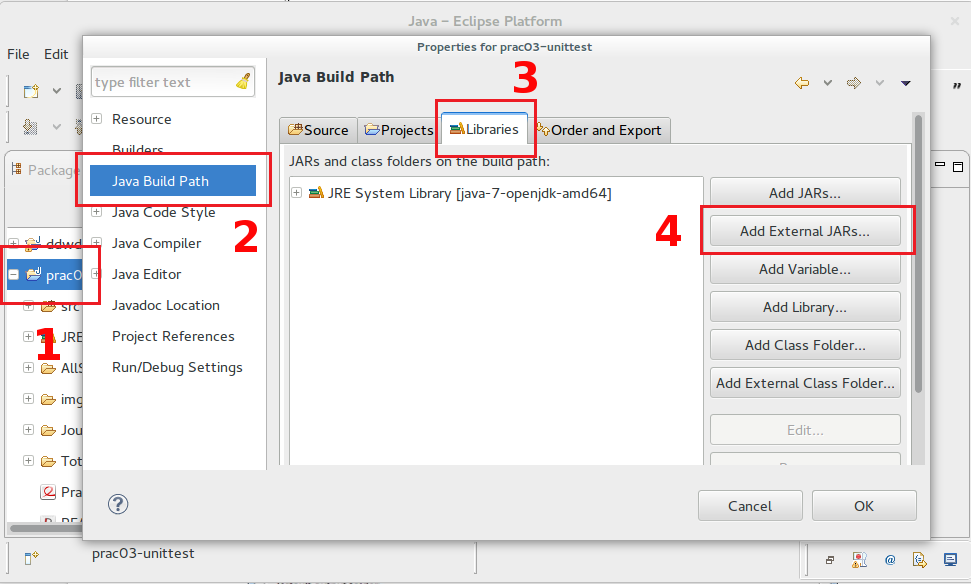 Java – Eclipse Platform
File Edit
Properties for prac03-unittest
type filter text
Resource
Builders
Java Build Path
Java Code Style
Java Compiler
Java Editor
Javadoc Location
Project References
Run/Debug Settings
Java Build Path
3
Source Projects Libraries Order and Export
JARs and class folders on the build path:
JRE System Library [java-7-openjdk-amd64]
Add JARs...
Add External JARs...
Add Variable...
Add Library...
Add Class Folder...
Add External Class Folder...
Edit...
2
4
Package
ddwd
prac0
src
1
JRE
AllS
img
Jou
Tot
Pra
Cancel OK
prac03-unittest